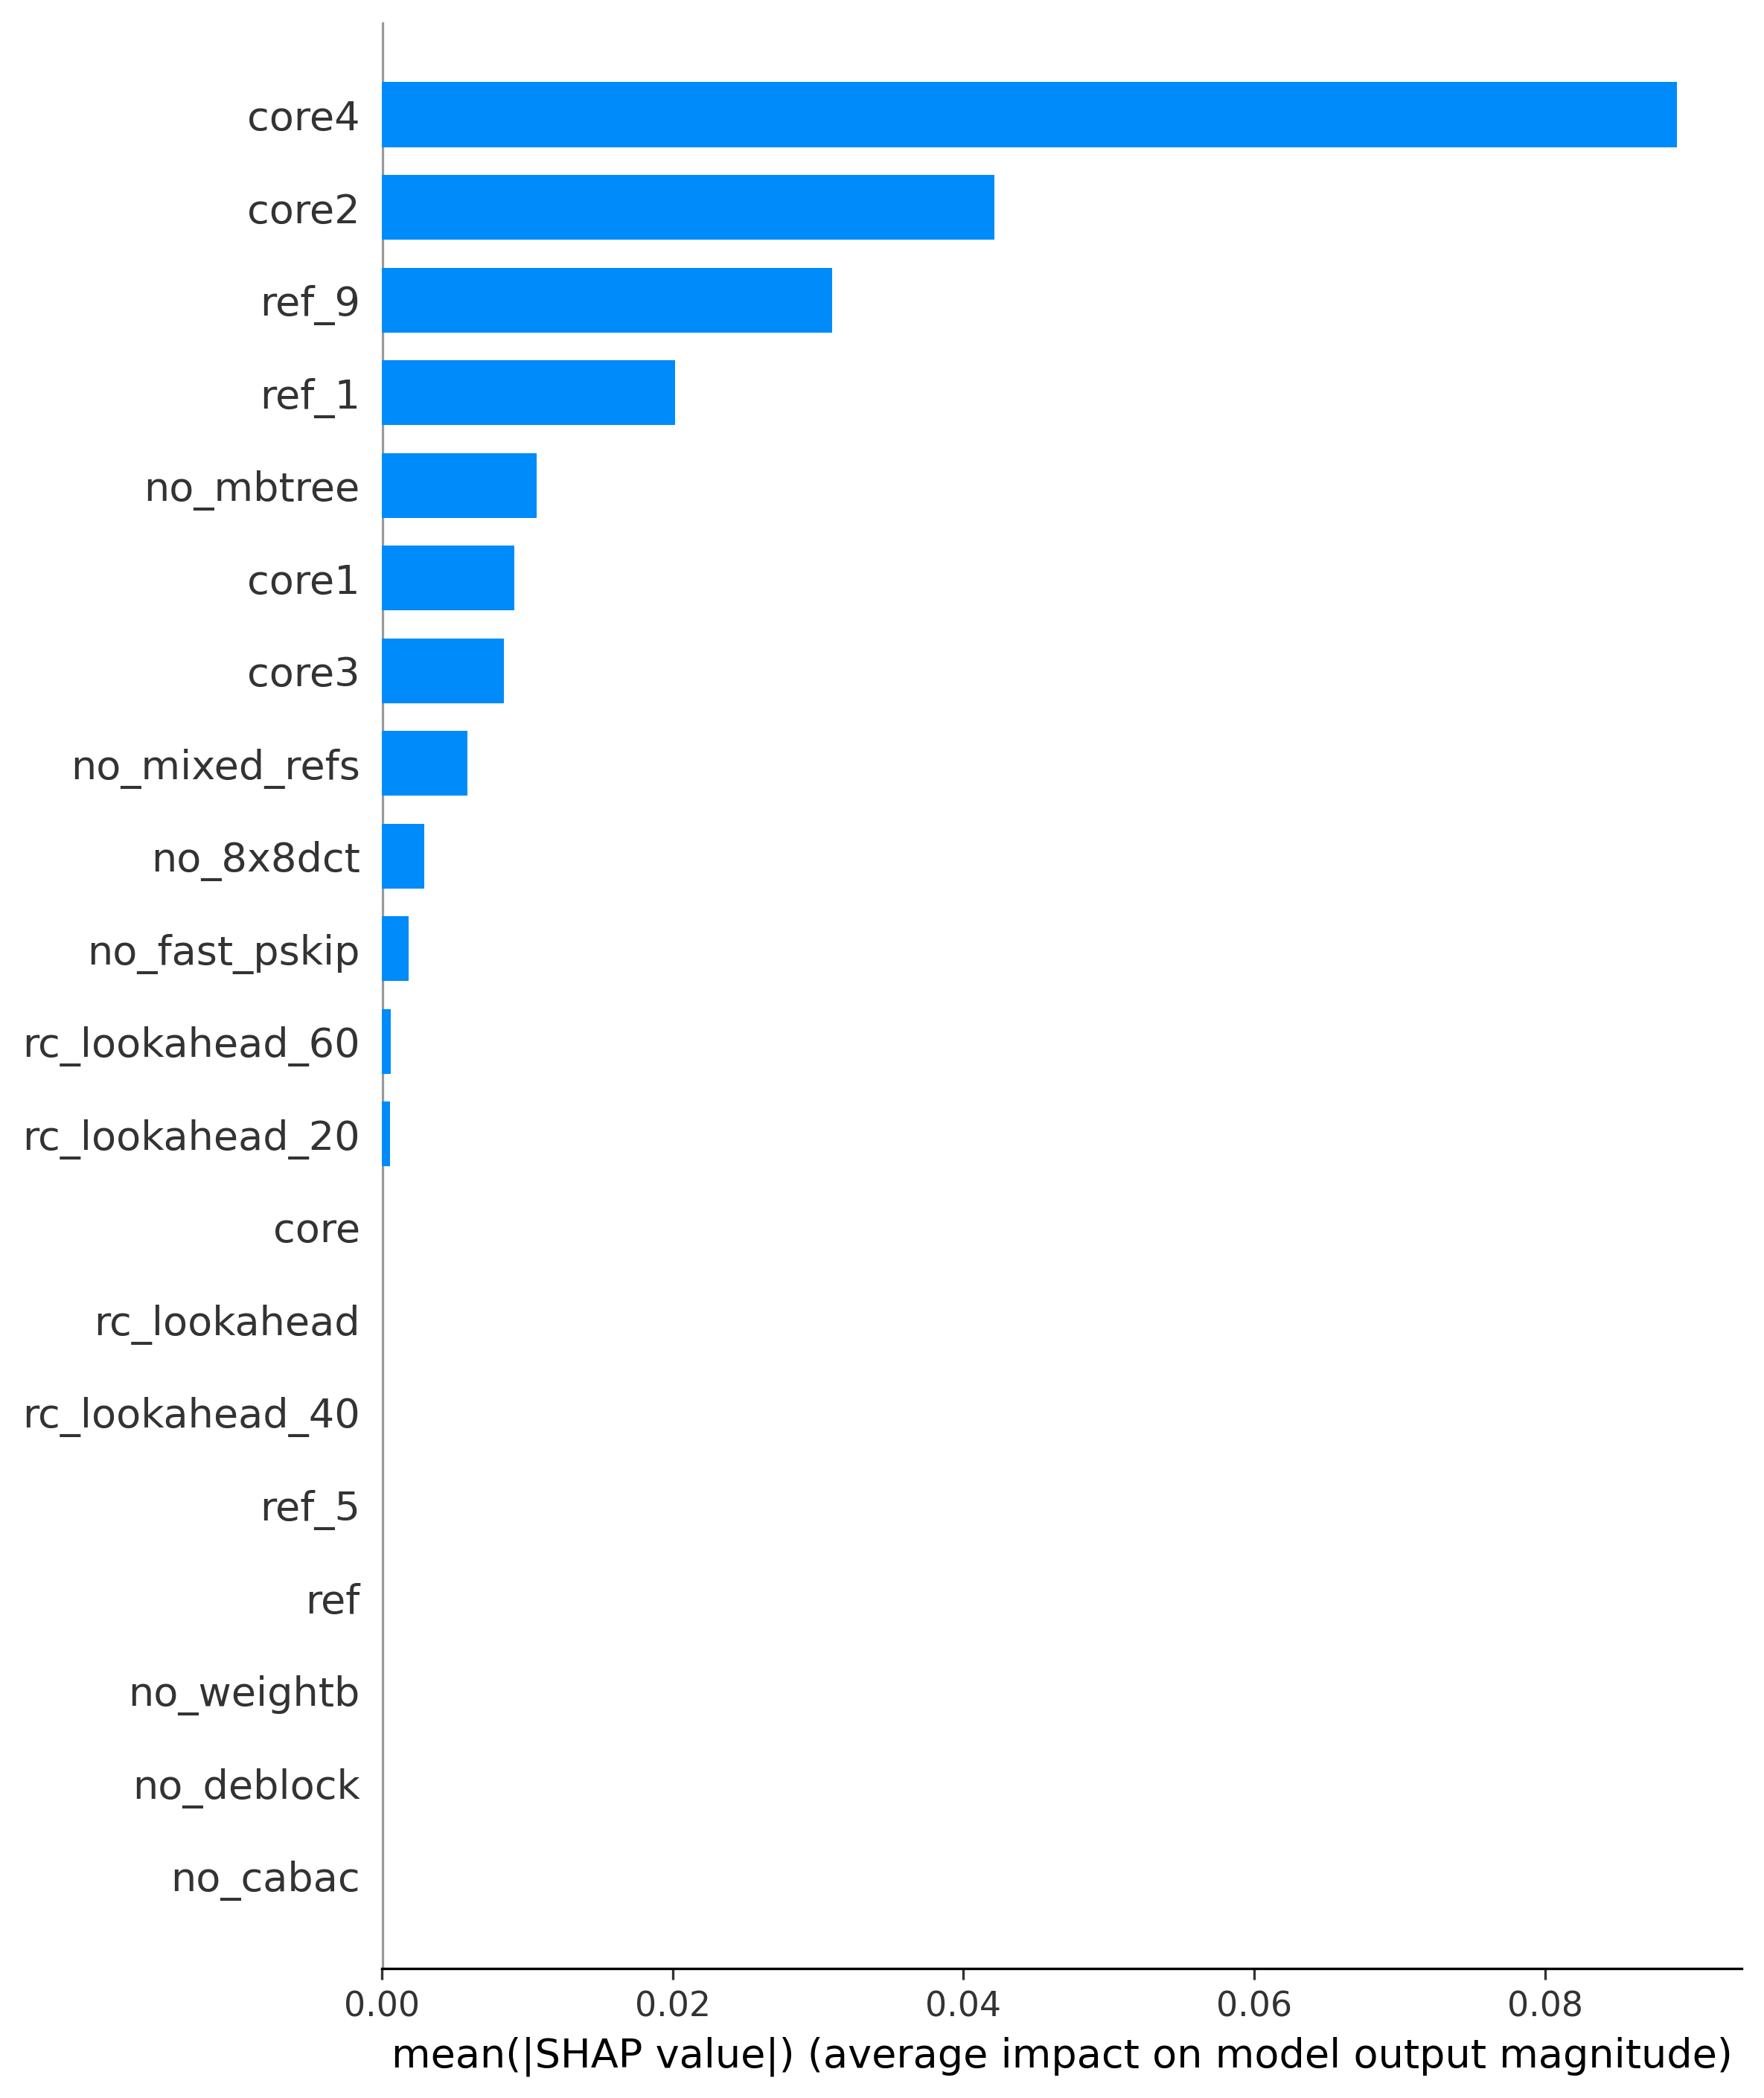 core4
core2
ref_9
ref_1
no_mbtree
core1
core3
no_mixed_refs
no_8x8dct
no_fast_pskip
rc_lookahead_60
rc_lookahead_20
core
rc_lookahead
rc_lookahead_40
ref_5
ref
no_weightb
no_deblock
no_cabac
0.00 0.02 0.04 0.06 0.08
mean(|SHAP value|) (average impact on model output magnitude)